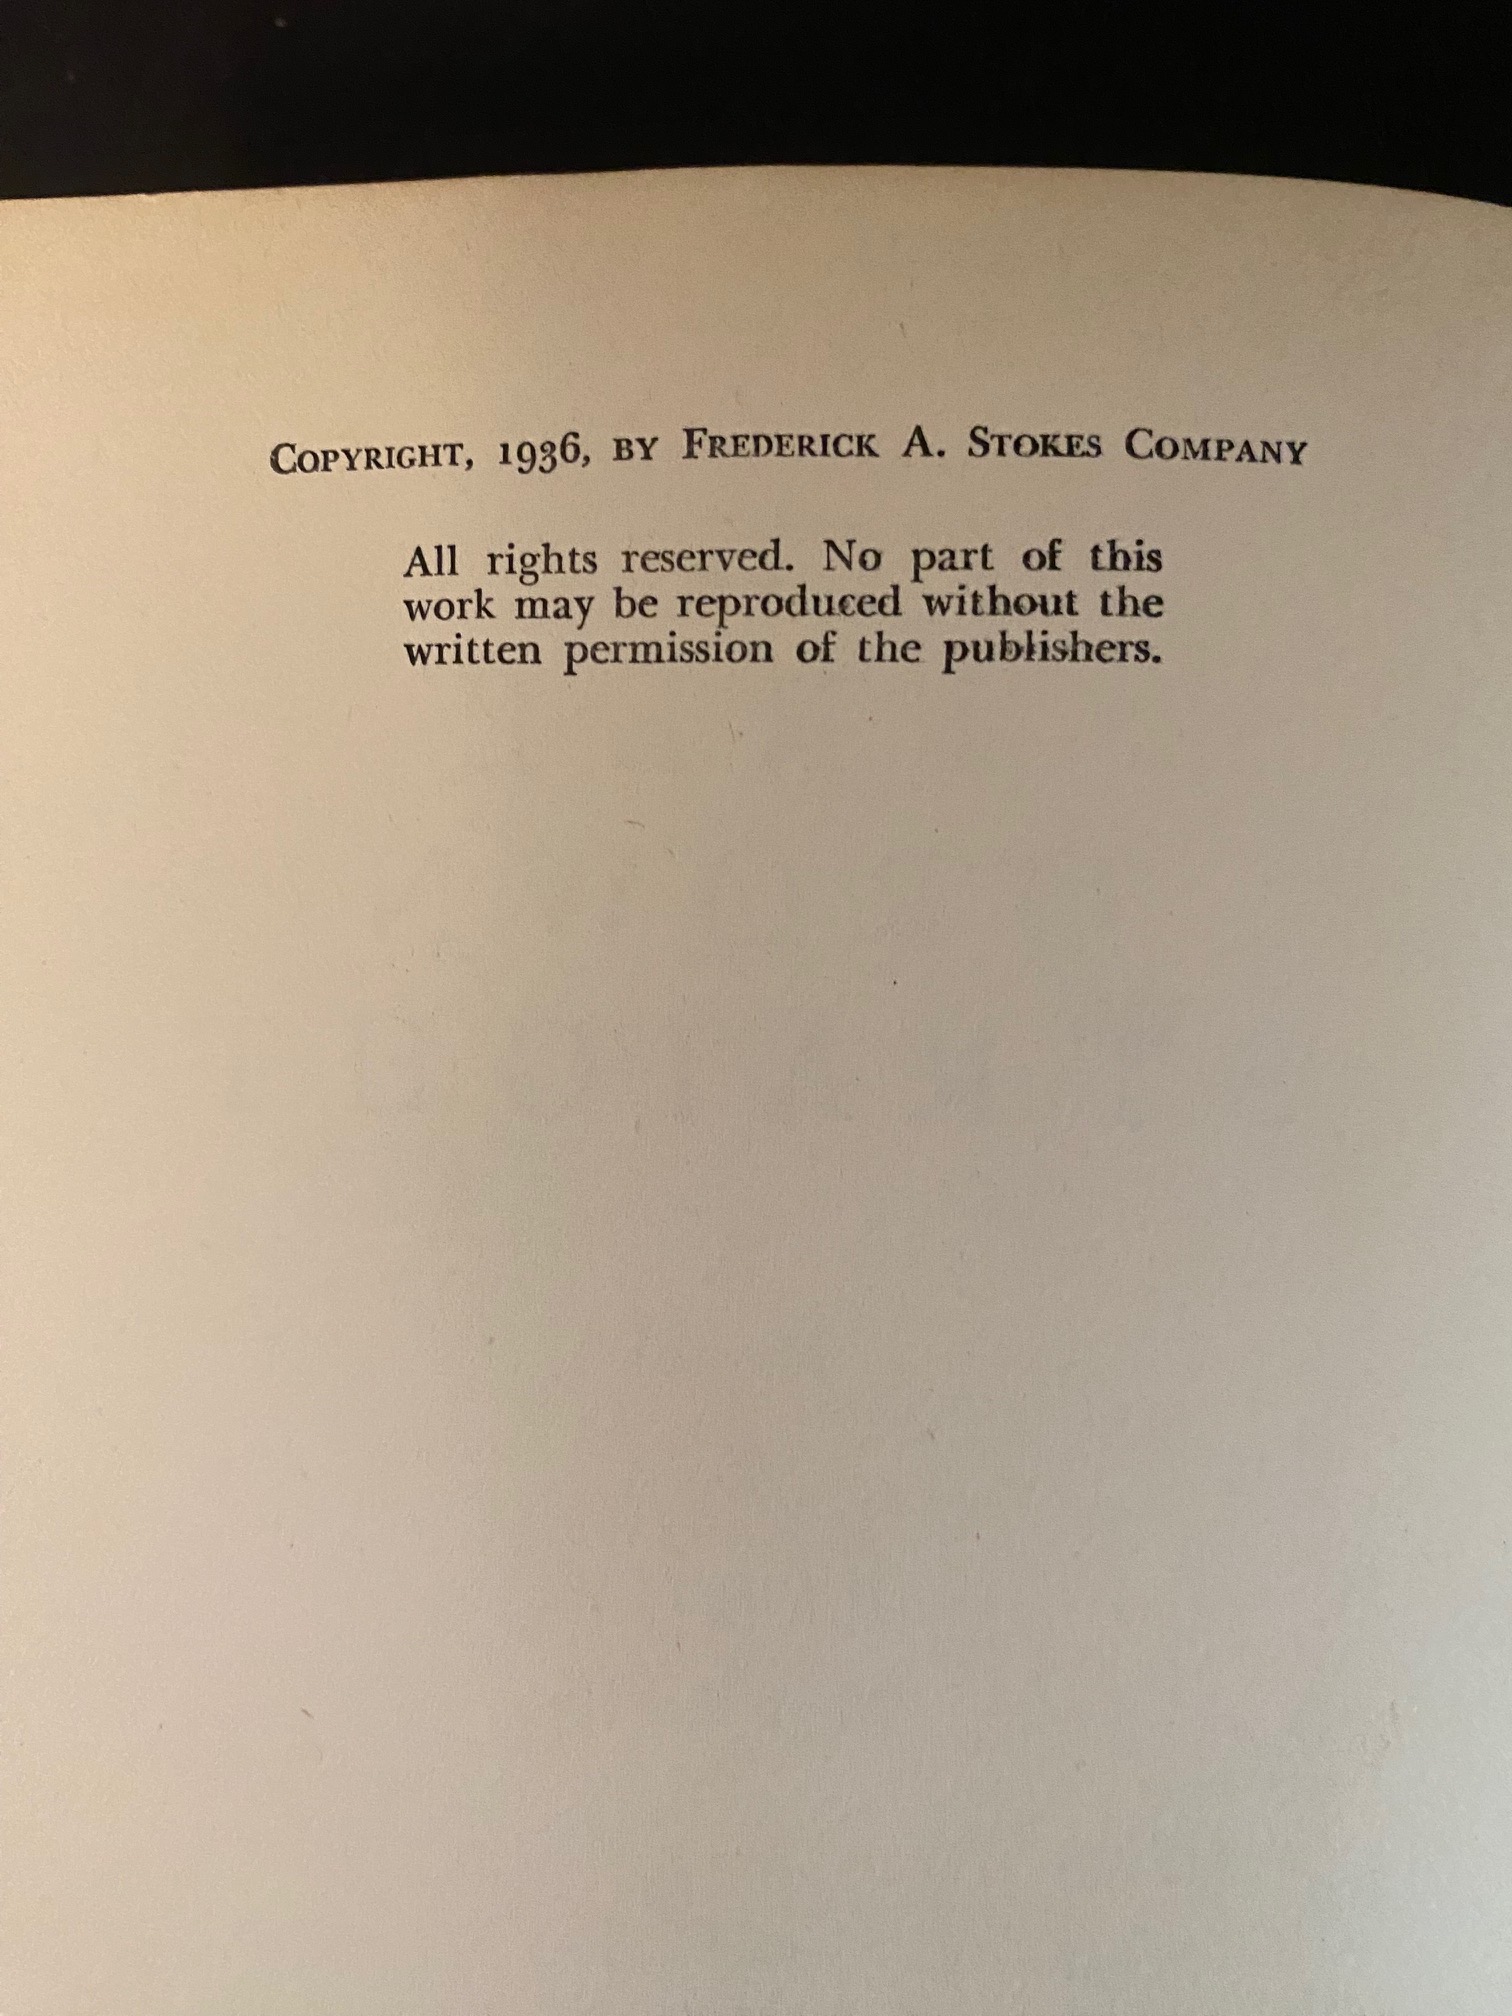 COPYRIGHT, 1936, BY FREDERICK A. STOKES COMPANY
All rights reserved. No part of this
work may be reproduced without the
written permission of the publishers.